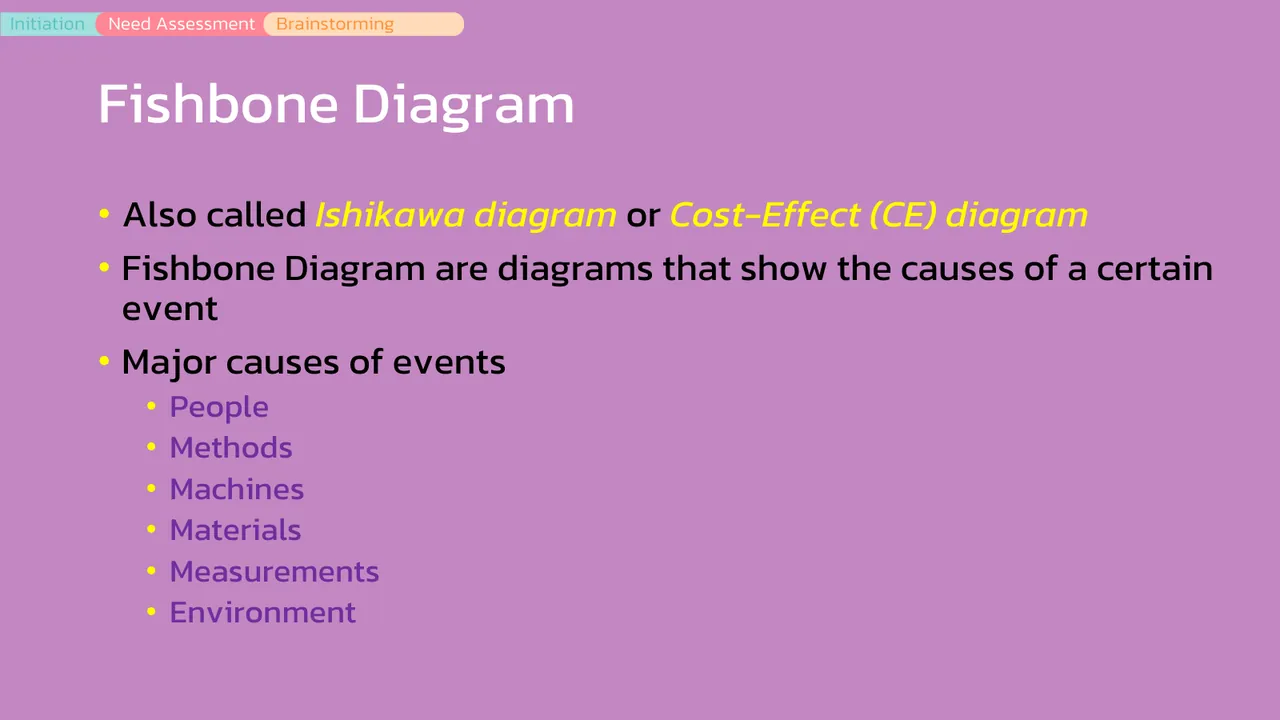 Initiation Need Assessment Brainstorming
Fishbone Diagram
• Also called Ishikawa diagram or Cost-Effect (CE) diagram
• Fishbone Diagram are diagrams that show the causes of a certain
event
• Major causes of events
• People
• Methods
• Machines
• Materials
• Measurements
• Environment